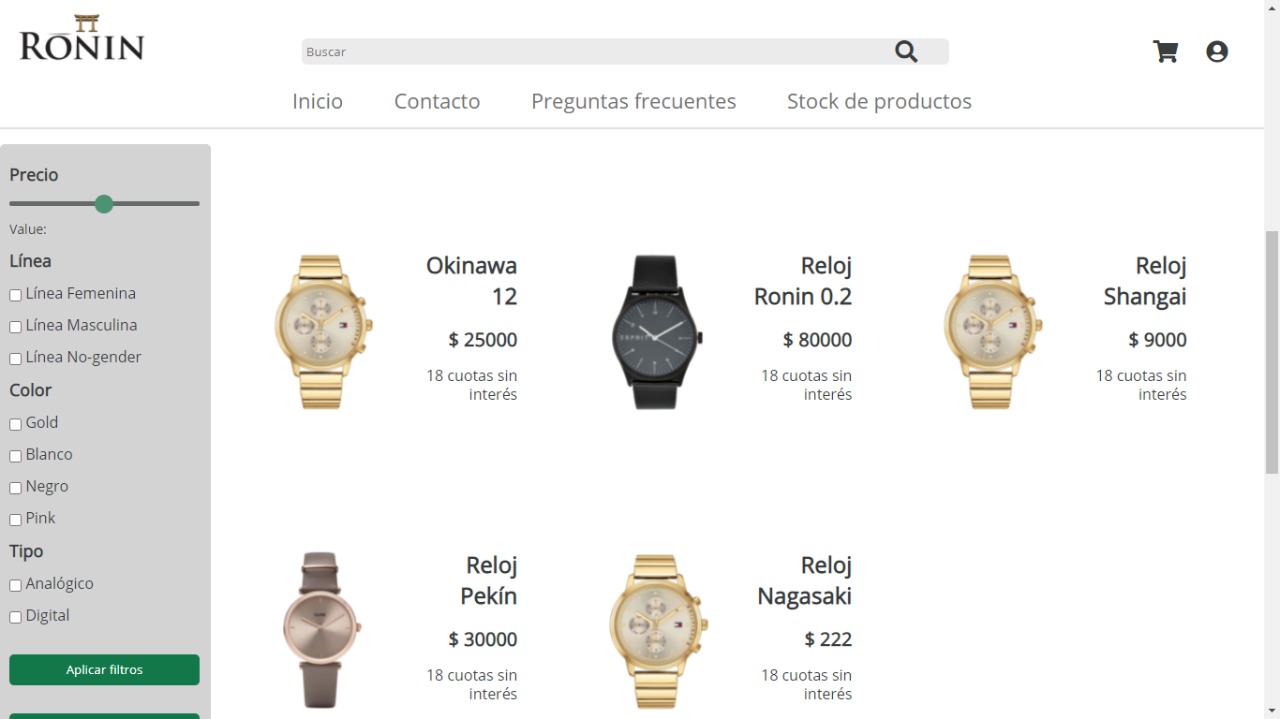 RONIN
Buscar
Inicio Contacto Preguntas frecuentes Stock de productos
Precio
Value:
Línea
Línea Femenina
Línea Masculina
Línea No-gender
Color
Gold
Blanco
Negro
Pink
Tipo
Analógico
Digital
Aplicar filtros
Okinawa
12
$ 25000
18 cuotas sin
interés
ESPRIT
Reloj
Ronin 0.2
$ 80000
18 cuotas sin
interés
Reloj
Shangai
$ 9000
18 cuotas sin
interés
Reloj
Pekín
$ 30000
18 cuotas sin
interés
Reloj
Nagasaki
$ 222
18 cuotas sin
interés